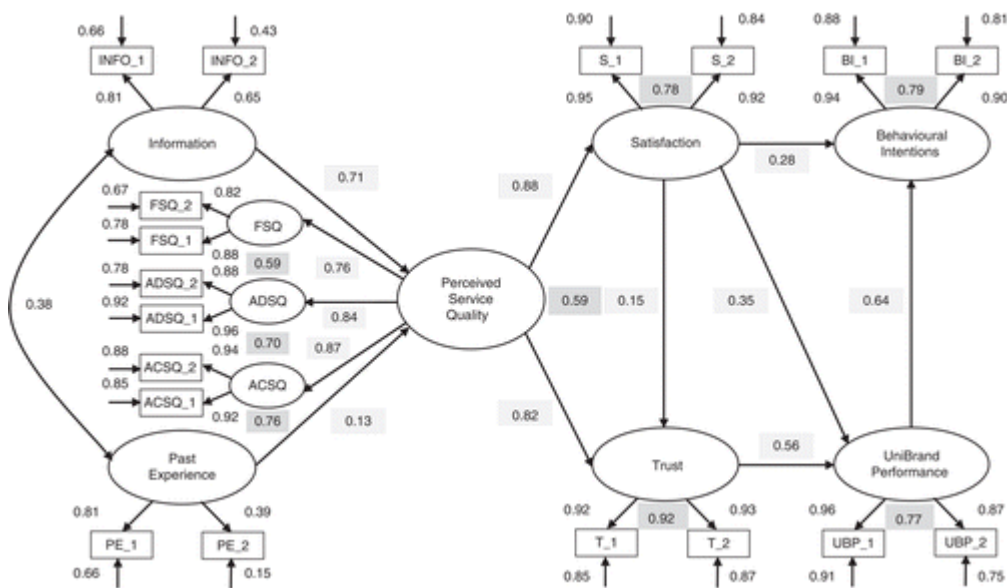 0.66 0.43 0.90 0.84 0.88 0.81
INFO_1 INFO_2 S_1 S_2 BI_1 BI_2
0.81 0.65 0.95 0.78 0.92 0.94 0.79 0.90
Information Satisfaction Behavioural
Intentions
0.28
0.71
0.88
0.67 0.82
FSQ_2
FSQ
0.78 FSQ_1
0.88
0.59 0.76
0.88
0.78 ADSQ_2
ADSQ
0.92 ADSQ_1
0.84
0.96
0.70 0.87
0.94
0.88 ACSQ_2
ACSQ
0.85 ACSQ_1
0.92
0.76 0.13
0.38
Perceived
Service
Quality
0.59 0.15 0.35 0.64
0.82
Past
Experience
Trust
0.56
UniBrand
Performance
0.81 0.39 0.92 0.92 0.93 0.96 0.77 0.87
PE_1 PE_2 T_1 T_2 UBP_1 UBP_2
0.66 0.15 0.85 0.87 0.91 0.75